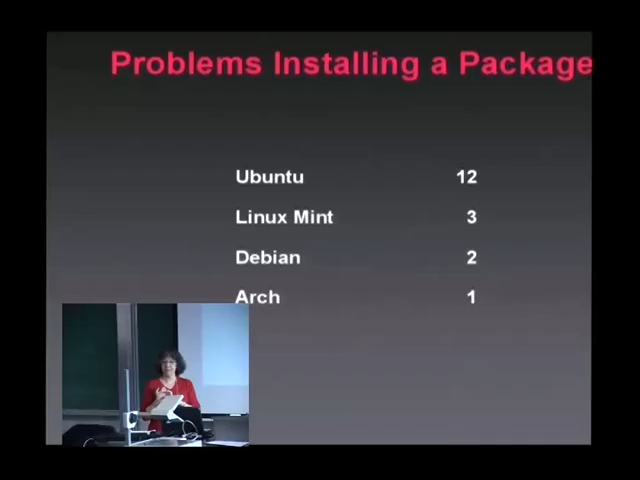 Problems Installing a Package
Ubuntu 12
Linux Mint 3
Debian 2
Arch 1